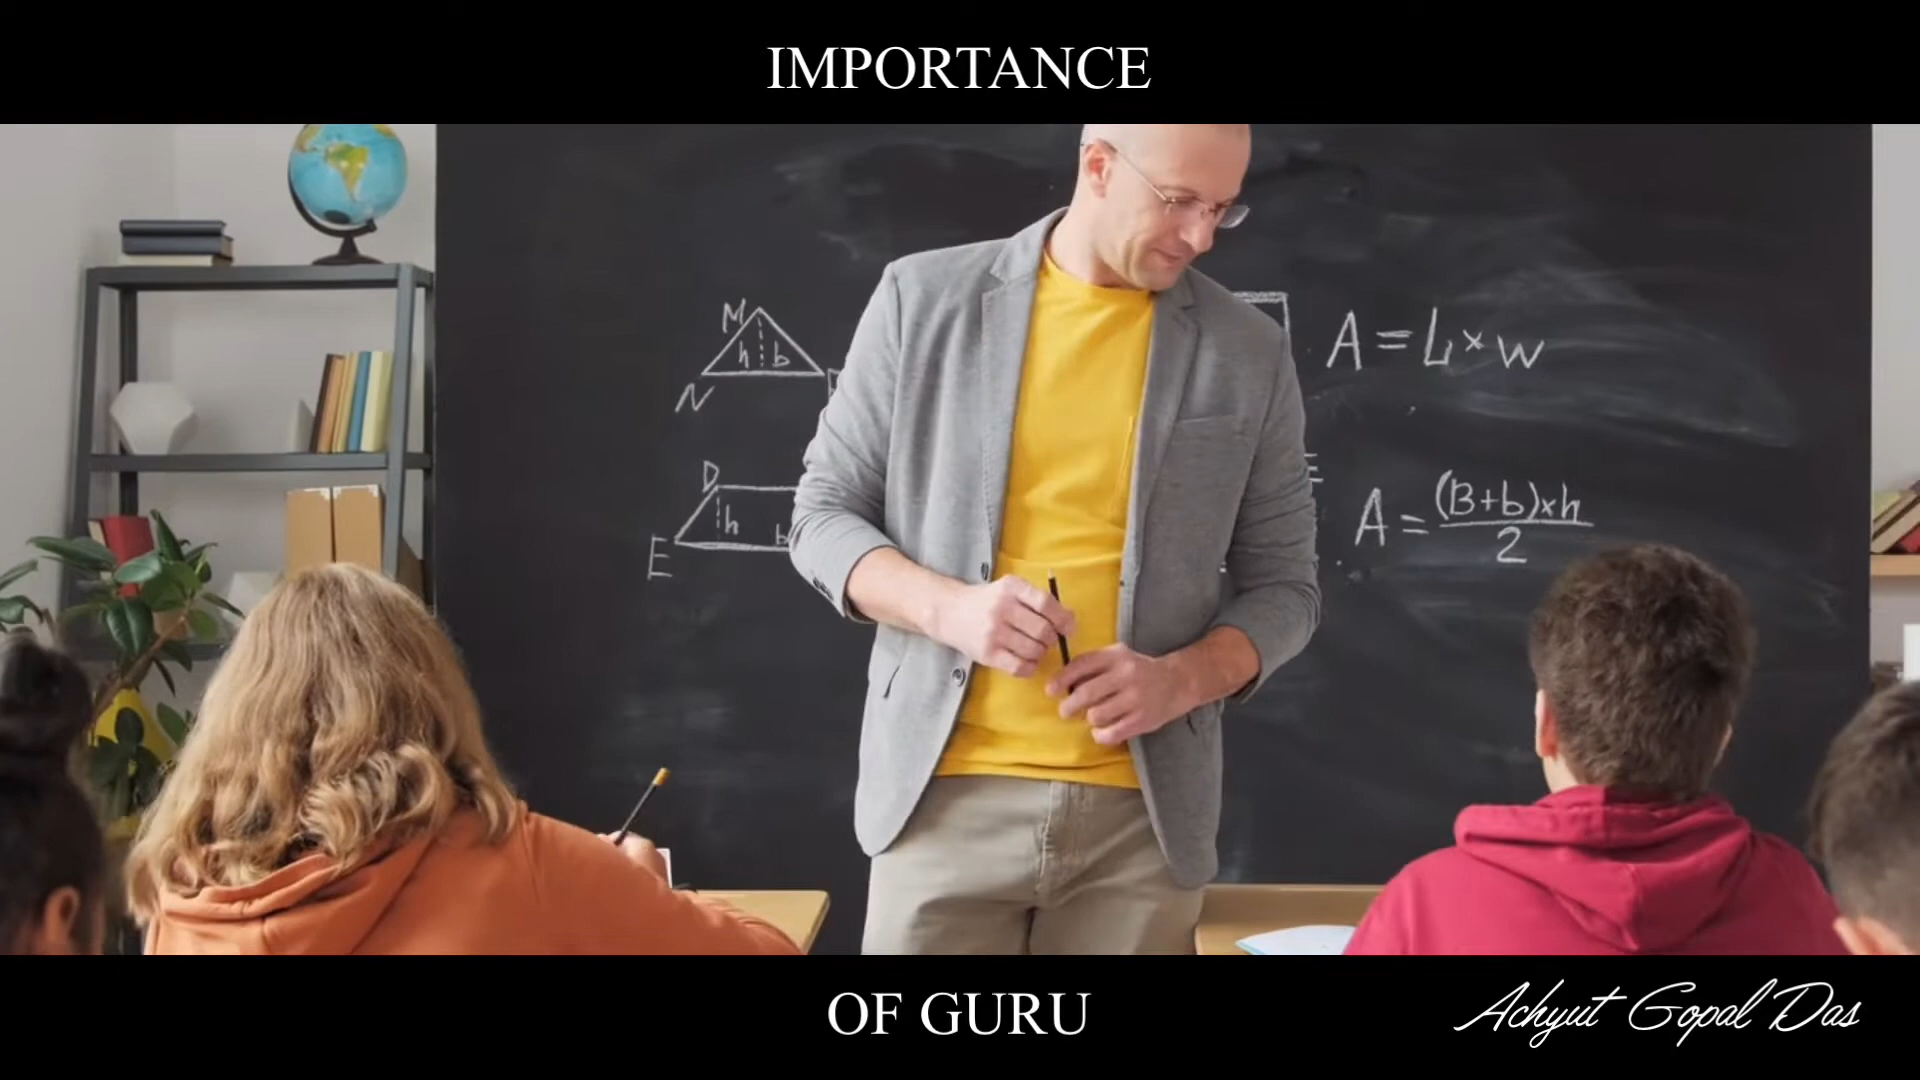 IMPORTANCE
M
h b
N
A = L × w
D
h
b
E
A = (B+b)×h
2
OF GURU
Achyut Gopal Das